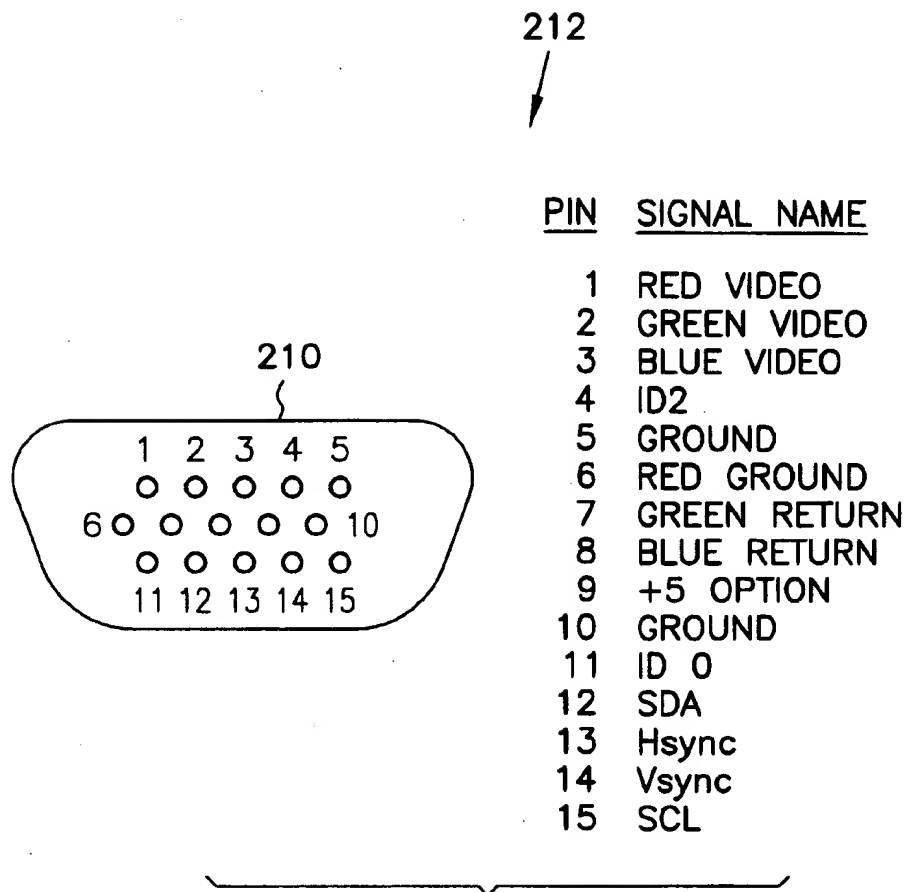 212
PIN SIGNAL NAME
1 RED VIDEO
2 GREEN VIDEO
3 BLUE VIDEO
4 ID2
5 GROUND
6 RED GROUND
7 GREEN RETURN
8 BLUE RETURN
9 +5 OPTION
10 GROUND
11 ID 0
12 SDA
13 Hsync
14 Vsync
15 SCL
210
1 2 3 4 5
6 10
11 12 13 14 15